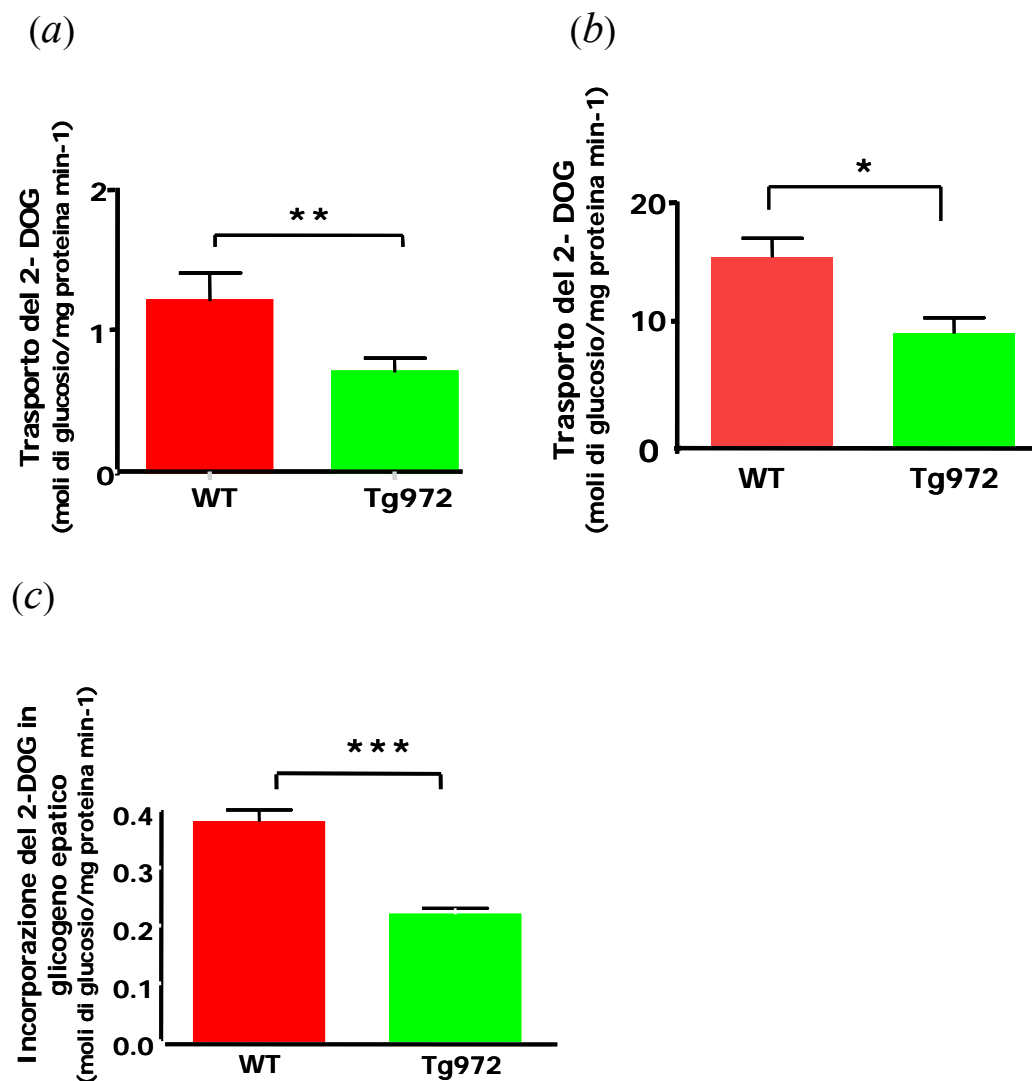 (a)
Trasporto del 2- DOG
(moli di glucosio/mg proteina min-1)
2
1
0
**
WT
Tg972
(b)
Trasporto del 2- DOG
(moli di glucosio/mg proteina min-1)
20
10
0
*
WT
Tg972
(c)
Incorporazione del 2-DOG in
glicogeno epatico
(moli di glucosio/mg proteina min-1)
0.4
0.3
0.2
0.1
0.0
***
WT
Tg972